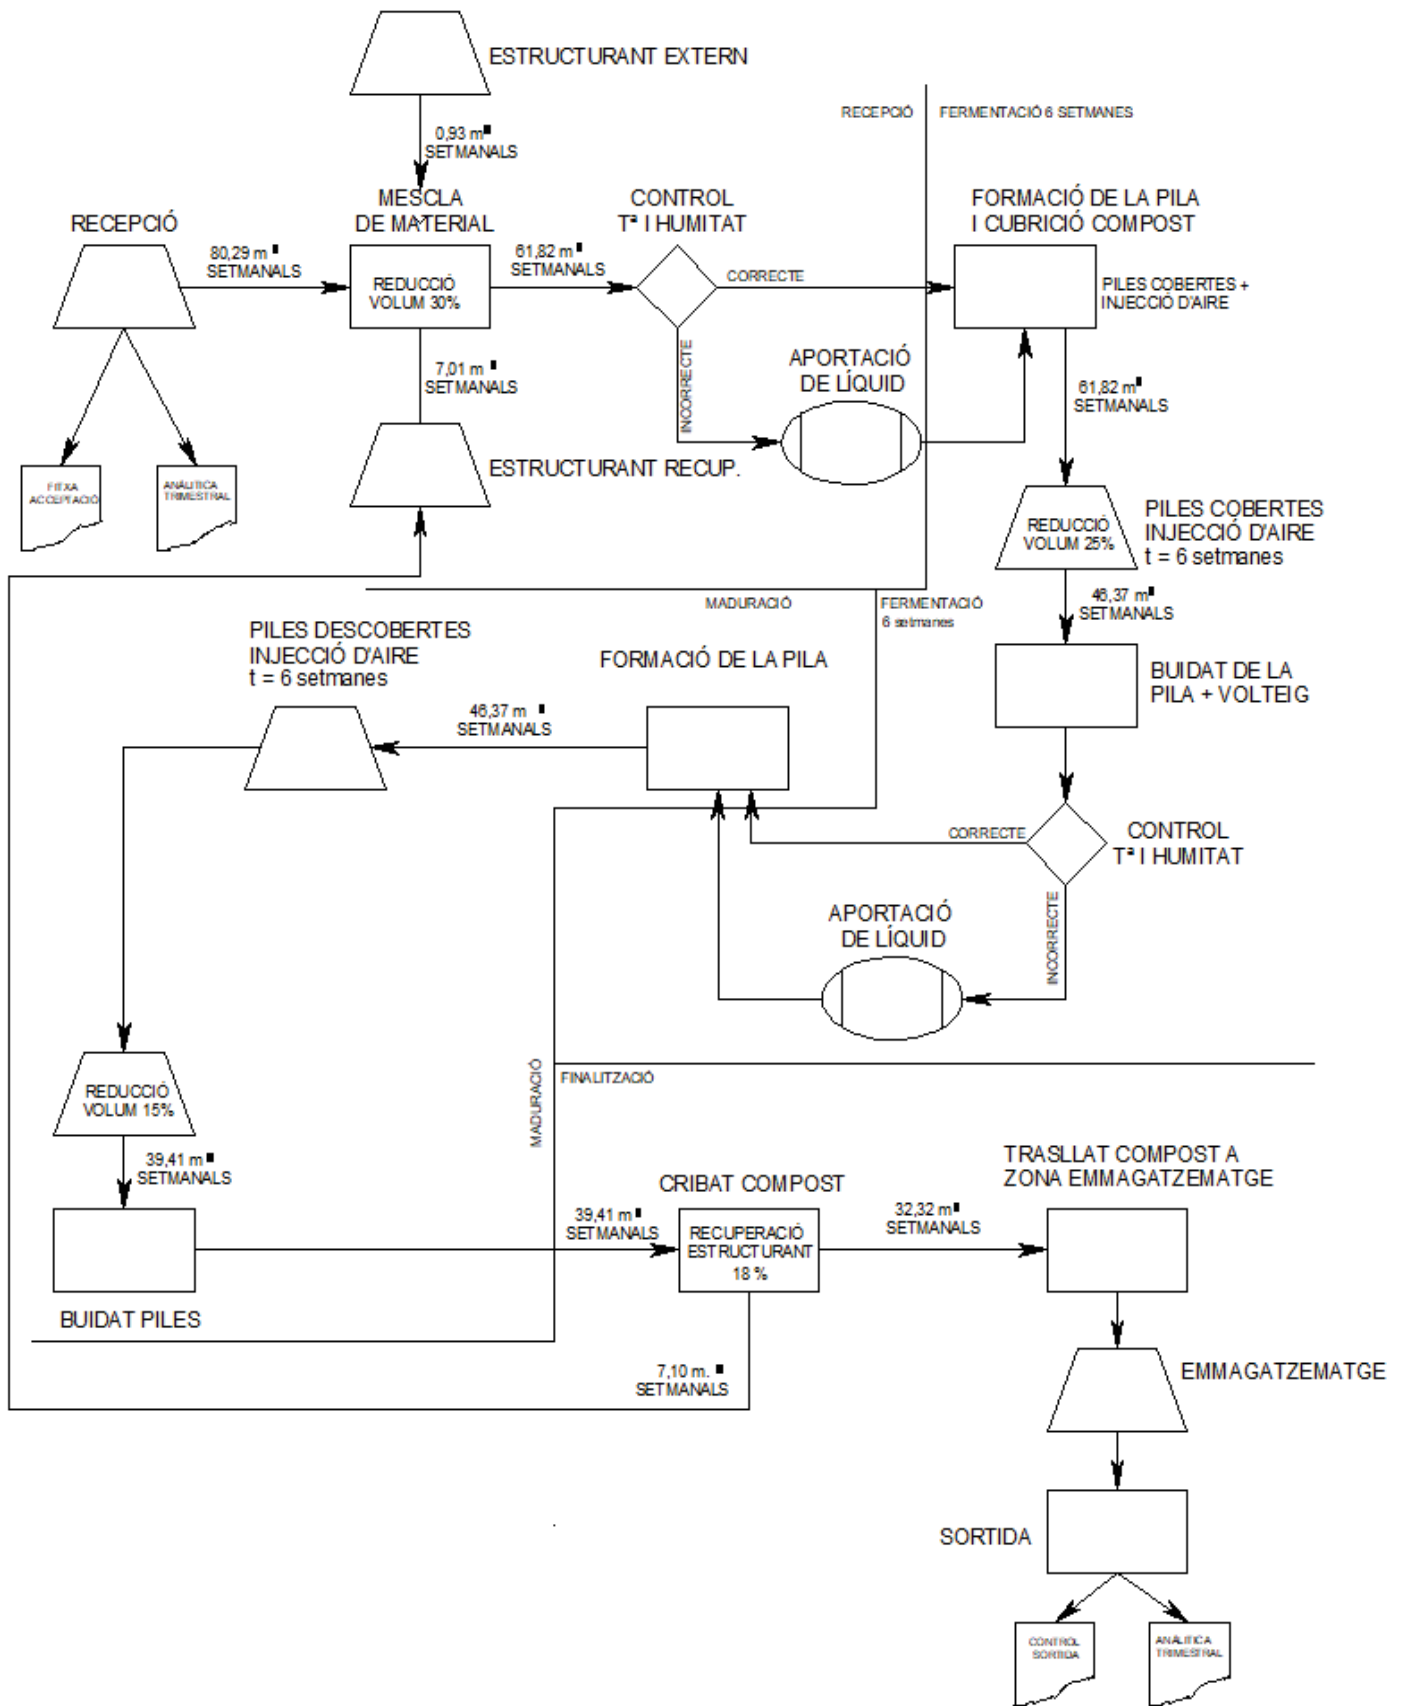 ESTRUCTURANT EXTERN
0,93 m
SETMANALS
RECEPCIÓ
FERMENTACIÓ 6 SETMANES
RECEPCIÓ
80,29 m
SETMANALS
MESCLA
DE MATERIAL
REDUCCIÓ
VOLUM 30%
61,82 m
SETMANALS
CONTROL
Tª I HUMITAT
CORRECTE
INCORRECTE
FORMACIÓ DE LA PILA
I CUBRICIÓ COMPOST
PILES COBERTES +
INJECCIÓ D'AIRE
7,01 m
SETMANALS
APORTACIÓ
DE LÍQUID
61,82 m
SETMANALS
ESTRUCTURANT RECUP.
FITXA
ACCEPTACIÓ
ANÀLITICA
TRIMESTRAL
REDUCCIÓ
VOLUM 25%
PILES COBERTES
INJECCIÓ D'AIRE
t = 6 setmanes
46,37 m
SETMANALS
MADURACIÓ
FERMENTACIÓ
6 setmanes
PILES DESCOBERTES
INJECCIÓ D'AIRE
t = 6 setmanes
FORMACIÓ DE LA PILA
BUIDAT DE LA
PILA + VOLTEIG
46,37 m
SETMANALS
CORRECTE
CONTROL
Tª I HUMITAT
INCORRECTE
APORTACIÓ
DE LÍQUID
REDUCCIÓ
VOLUM 15%
MADURACIÓ
FINALITZACIÓ
39,41 m
SETMANALS
BUIDAT PILES
39,41 m
SETMANALS
CRIBAT COMPOST
RECUPERACIÓ
ESTRUCTURANT
18 %
32,32 m
SETMANALS
TRASLLAT COMPOST A
ZONA EMMAGATZEMATGE
7,10 m.
SETMANALS
EMMAGATZEMATGE
SORTIDA
CONTROL
SORTIDA
ANÀLITICA
TRIMESTRAL